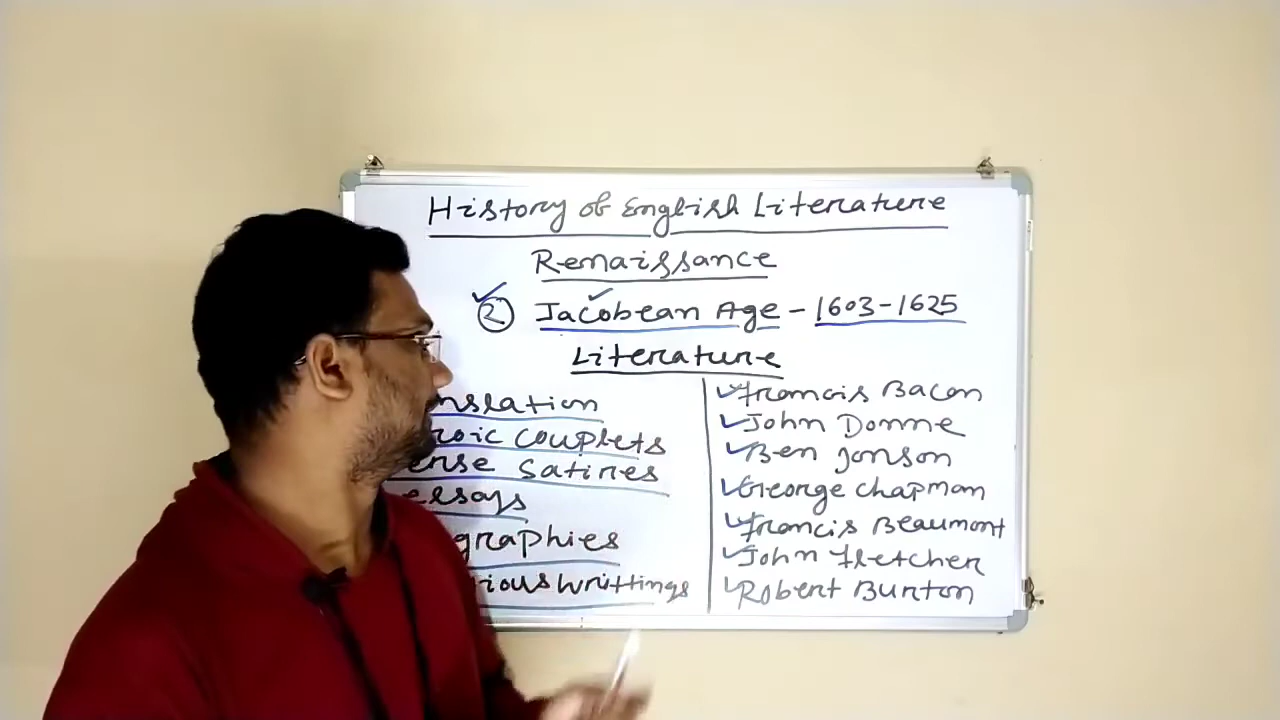 History of English Literature
Renaissance
2 Jacobean Age - 1603-1625
Literature
nslation
roic couplets
erse Satires
essays
graphies
ious writtings
Francis Bacon
John Donne
Ben Jonson
George Chapman
Francis Beaumont
John Fletcher
Robert Burton